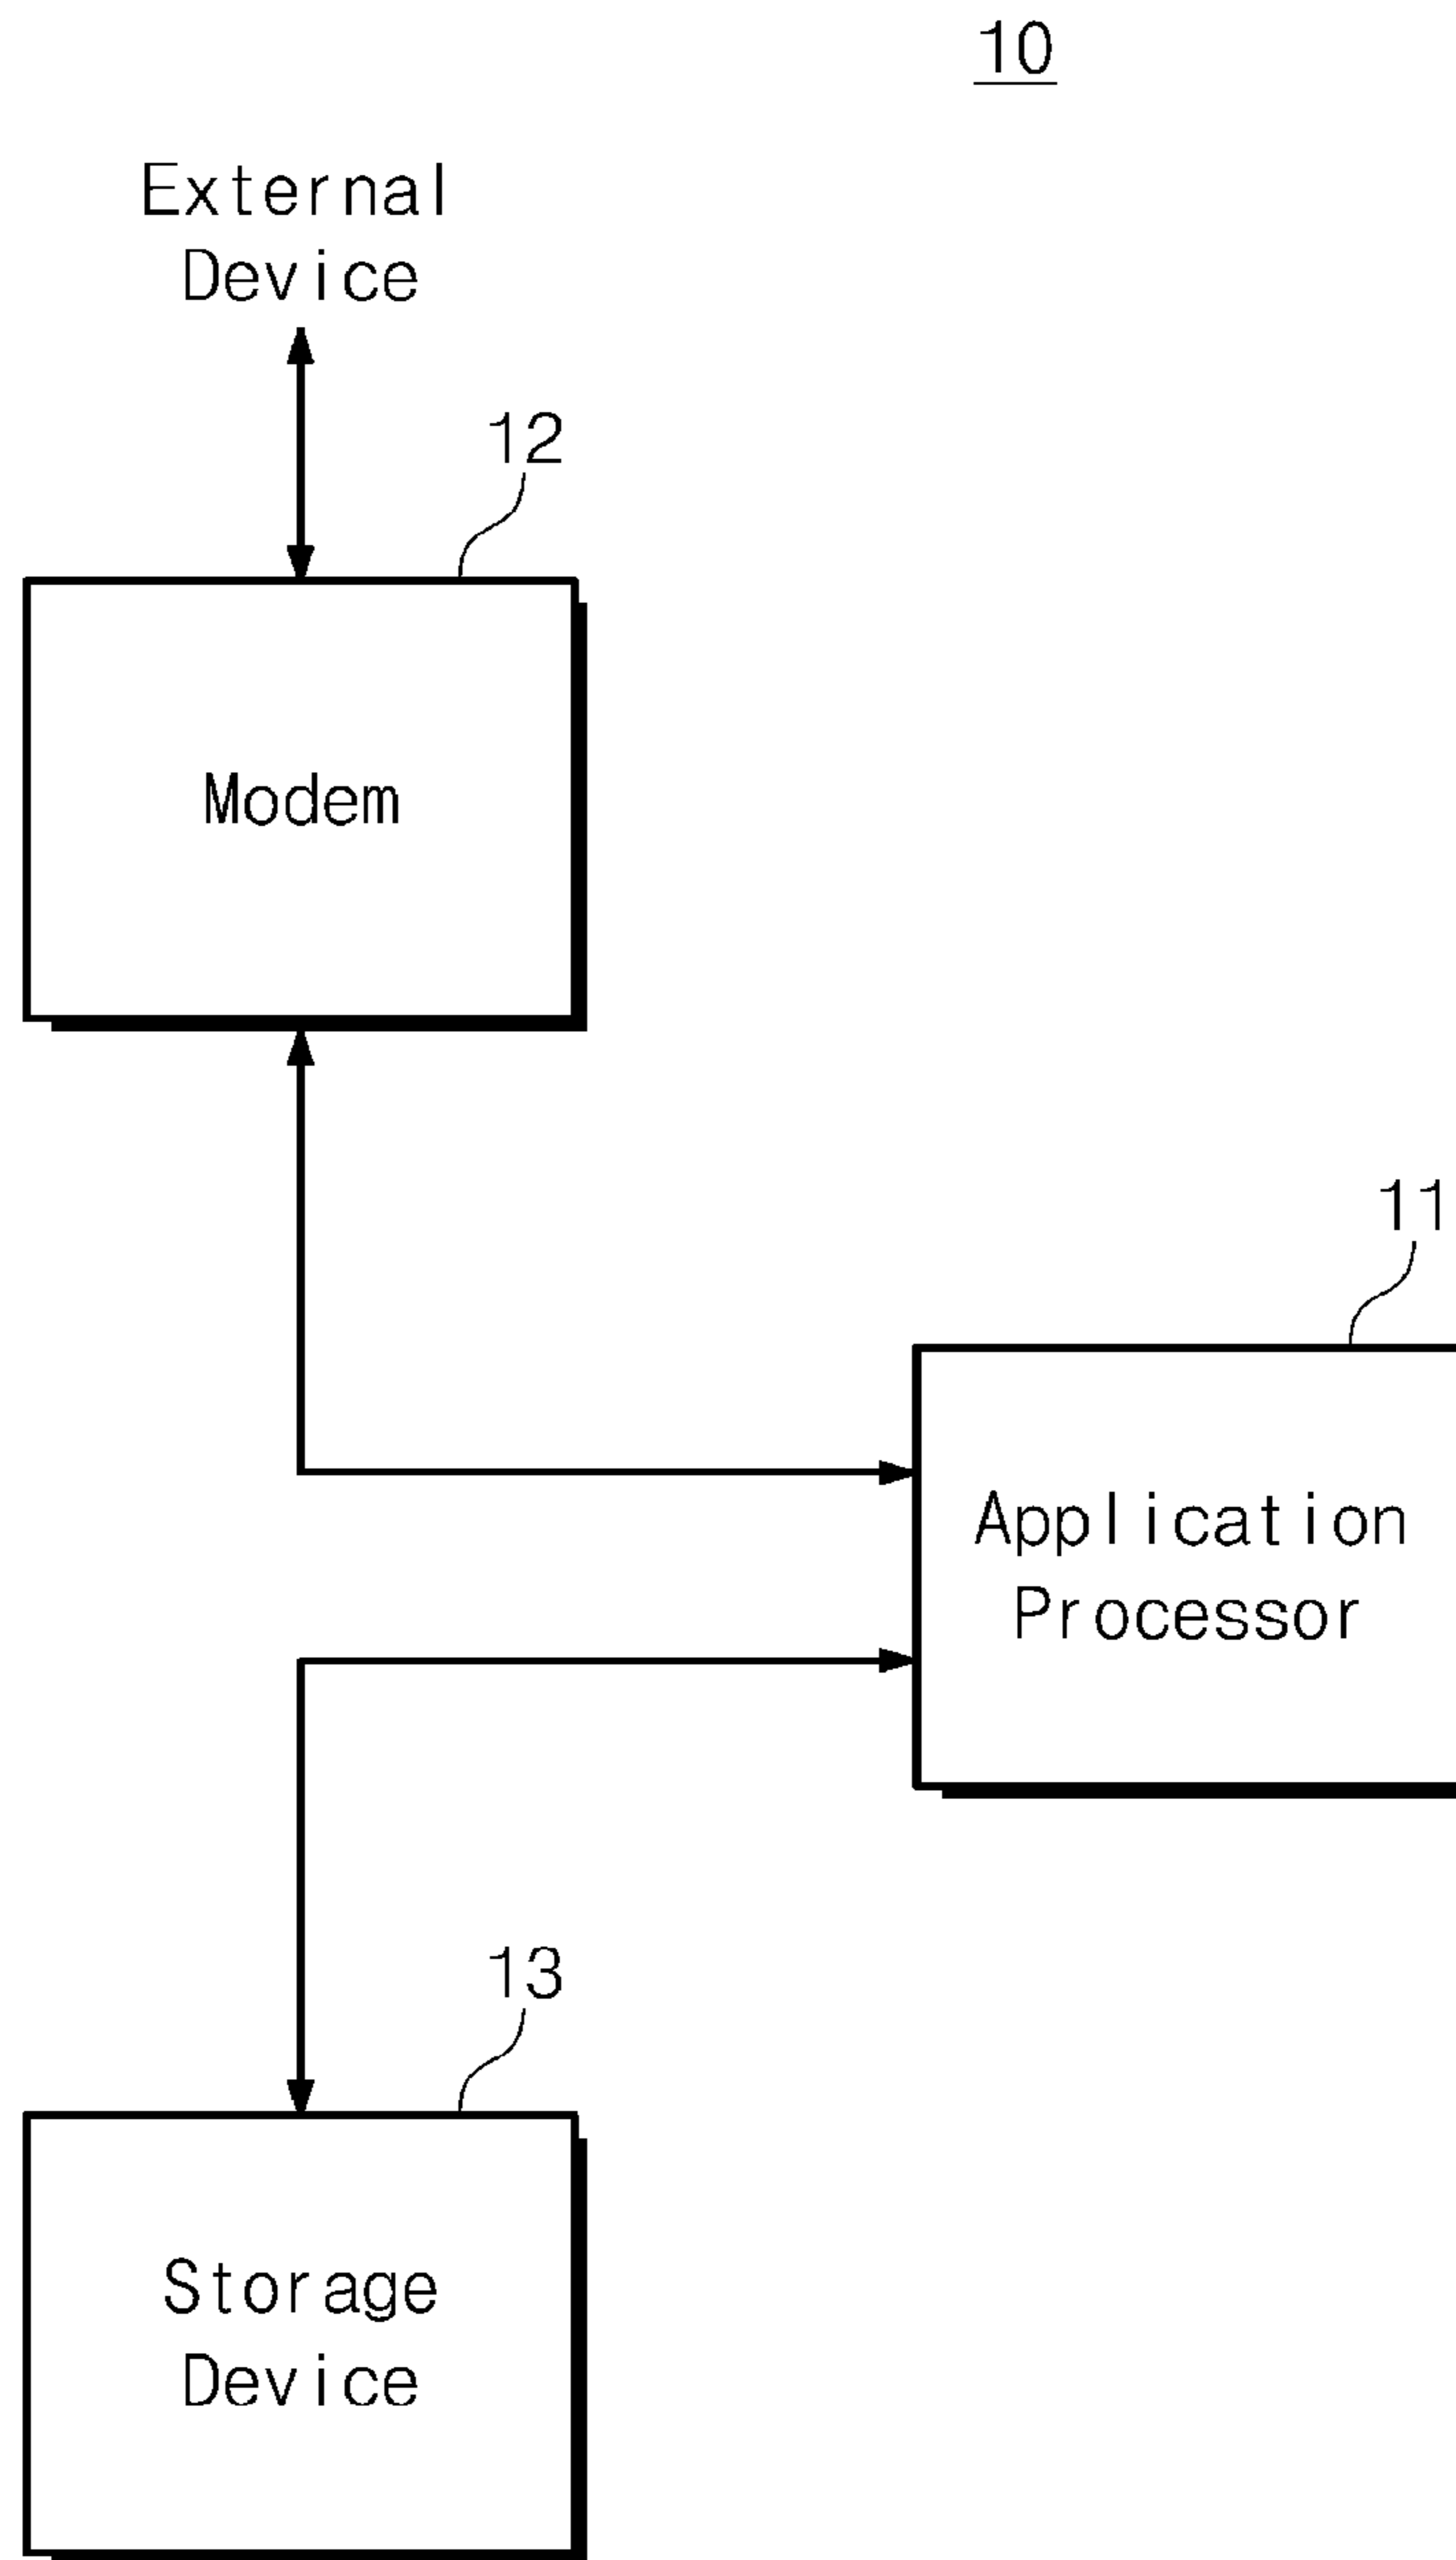 10
External
Device
12
Modem
11
Application
Processor
13
Storage
Device